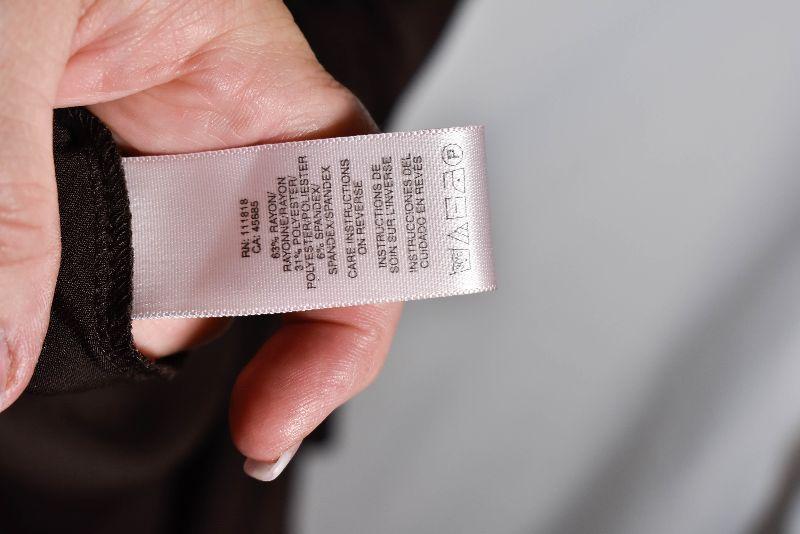 RN: 111818
CA: 45685
63% RAYON/
RAYONNE/RAYON
31% POLYESTER/
POLYESTER/POLIESTER
6% SPANDEX/
SPANDEX/SPANDEX
CARE INSTRUCTIONS
ON REVERSE
INSTRUCTIONS DE
SOIN SUR L'INVERSE
INSTRUCCIONES DEL
CUIDADO EN REVÉS
P